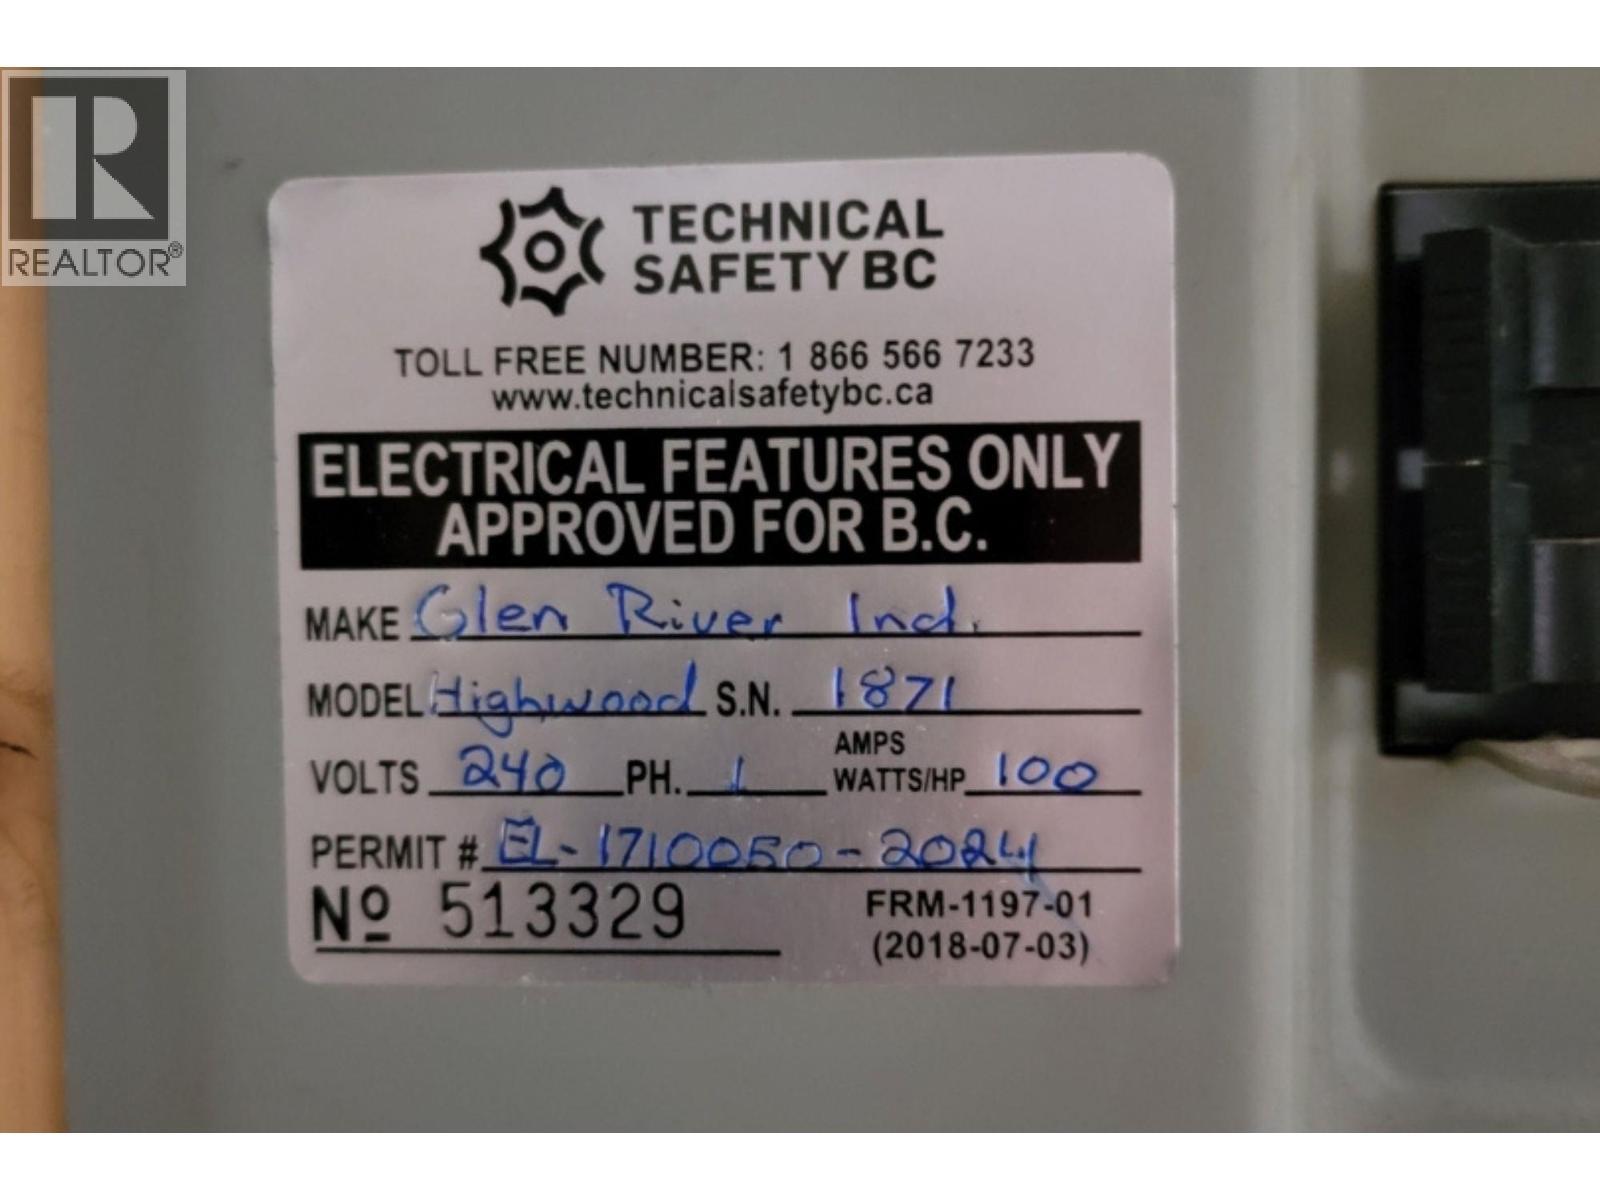 REALTOR®
TECHNICAL
SAFETY BC
TOLL FREE NUMBER: 1 866 566 7233
www.technicalsafetybc.ca
ELECTRICAL FEATURES ONLY
APPROVED FOR B.C.
MAKE Glen River Ind.
MODEL Highwood S.N. 1871
VOLTS 240 PH. 1 AMPS WATTS/HP 100
PERMIT # EL-1710050-2024
Nº 513329 FRM-1197-01
(2018-07-03)